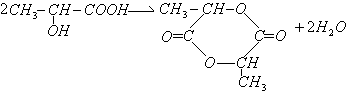 2CH₃-CH-COOH⟶CH₃-CH-O
OH
O=C C=O +2H₂O
O-CH
CH₃